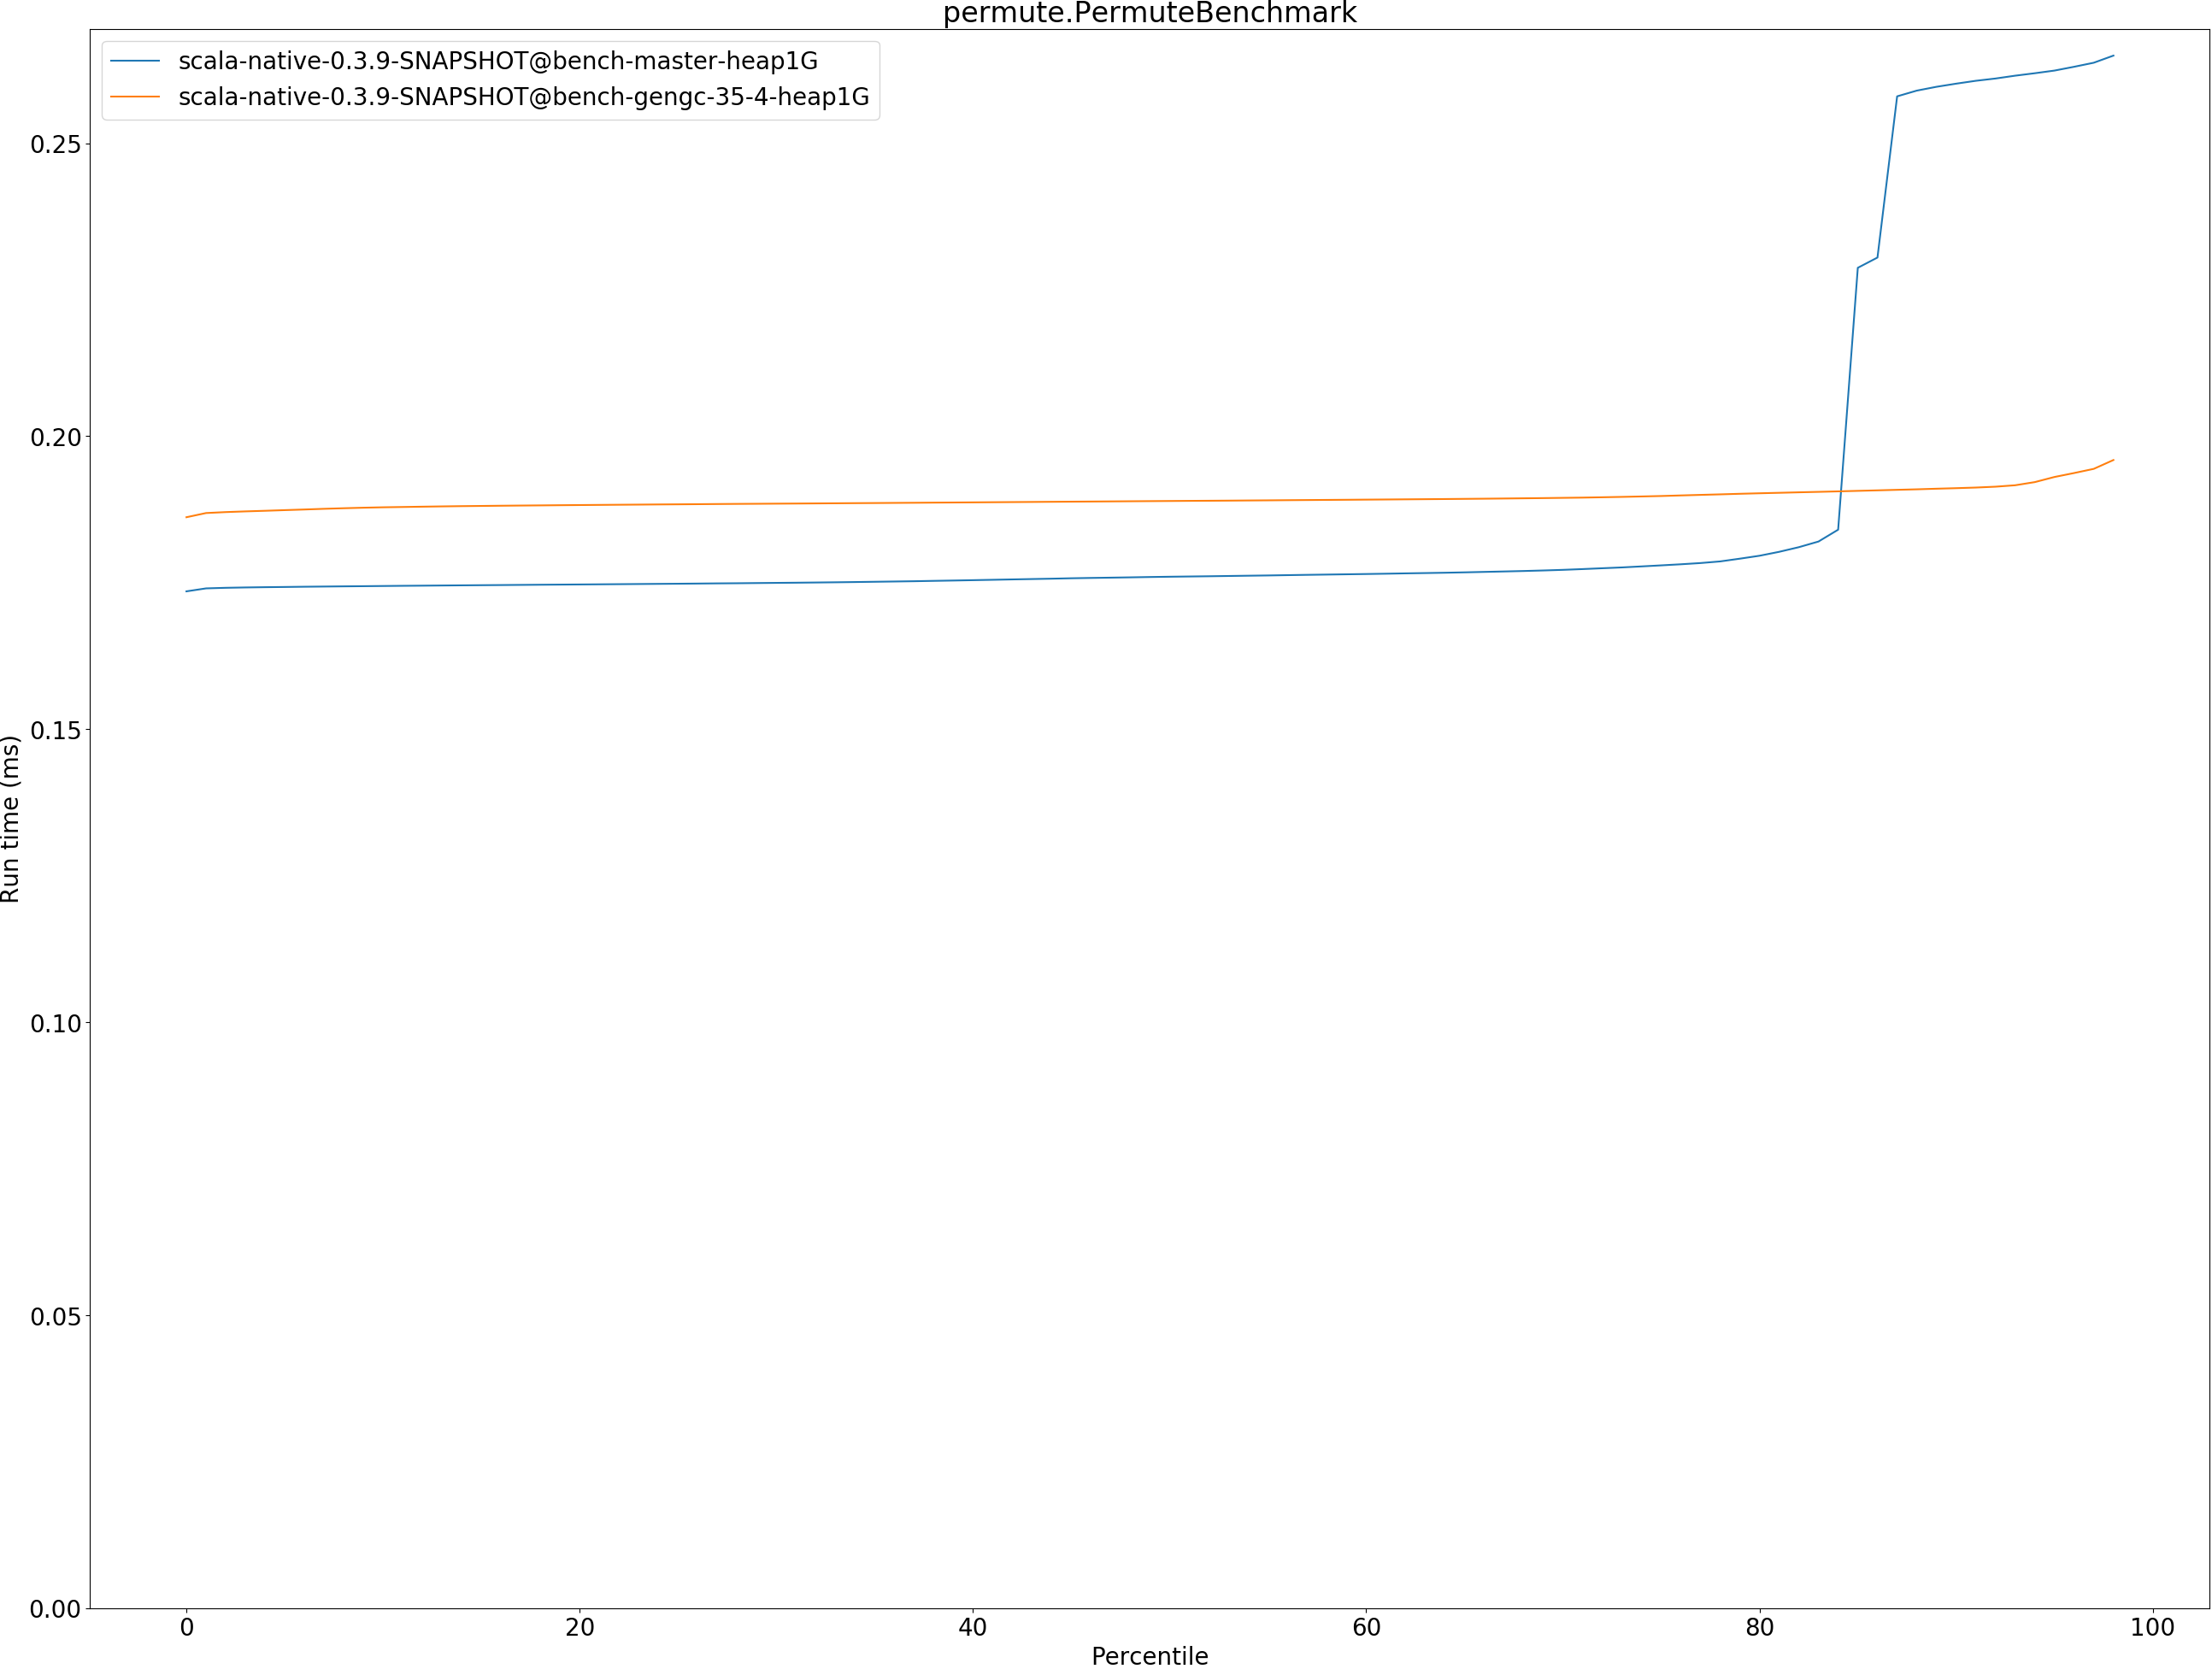 permute.PermuteBenchmark
scala-native-0.3.9-SNAPSHOT@bench-master-heap1G
scala-native-0.3.9-SNAPSHOT@bench-gengc-35-4-heap1G
0.25
0.20
0.15
0.10
0.05
0.00
Run time (ms)
0 20 40 60 80 100
Percentile